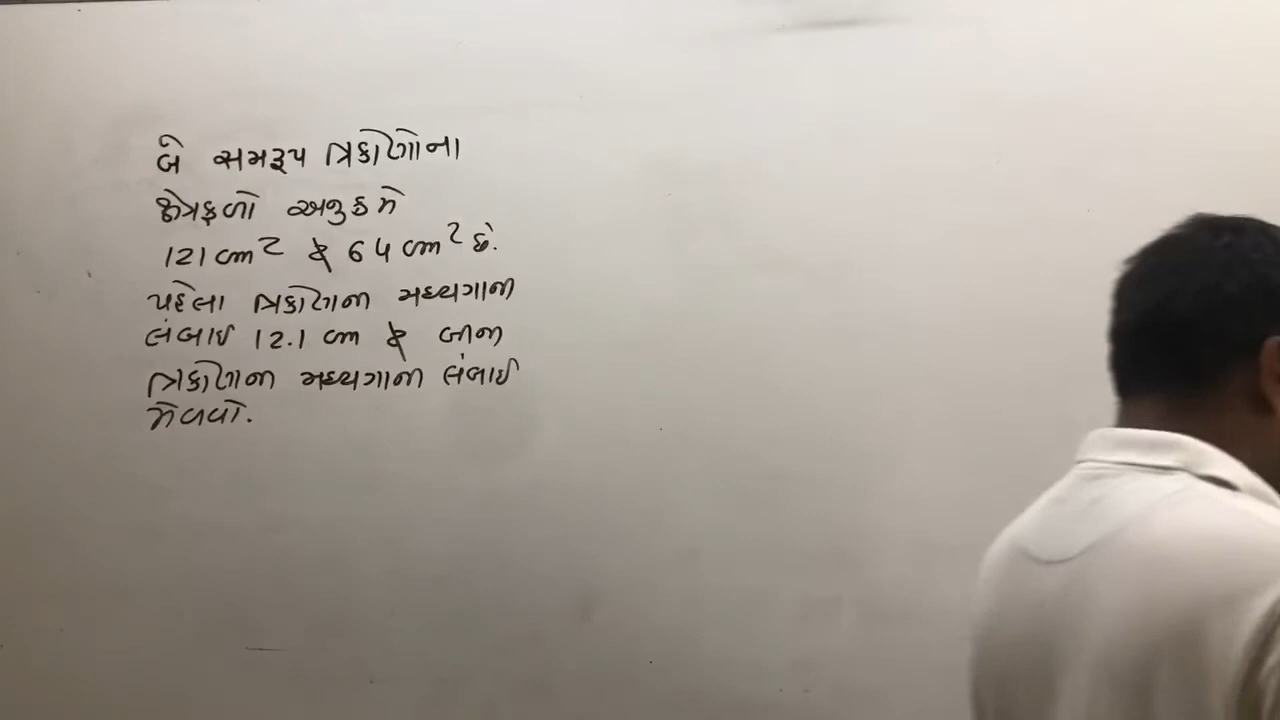 બે સમરૂપ ત્રિકોણોના
ક્ષેત્રફળો અનુક્રમે
121 cm² & 64 cm² છે.
પહેલા ત્રિકોણના મધ્યગાની
લંબાઈ 12.1 cm & બીજા
ત્રિકોણની મધ્યગાની લંબાઈ
મેળવો.